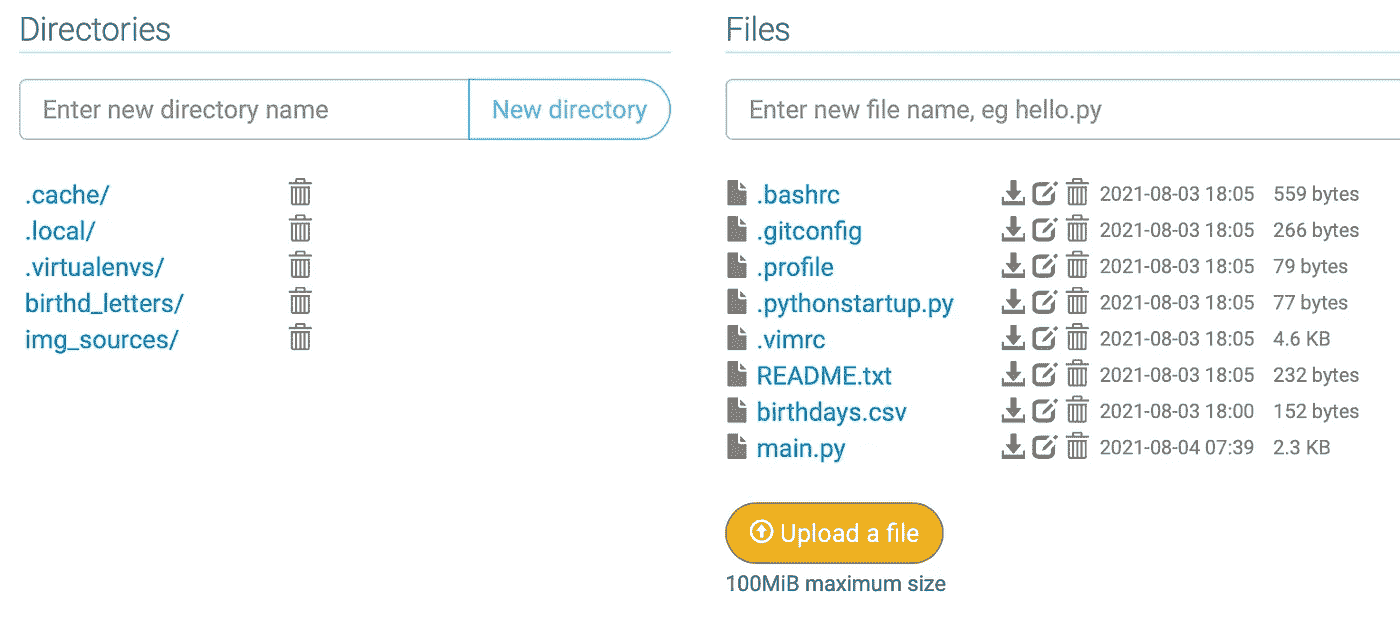 Directories
Enter new directory name New directory
.cache/
.local/
.virtualenvs/
birthd_letters/
img_sources/
Files
Enter new file name, eg hello.py
.bashrc 2021-08-03 18:05 559 bytes
.gitconfig 2021-08-03 18:05 266 bytes
.profile 2021-08-03 18:05 79 bytes
.pythonstartup.py 2021-08-03 18:05 77 bytes
.vimrc 2021-08-03 18:05 4.6 KB
README.txt 2021-08-03 18:05 232 bytes
birthdays.csv 2021-08-03 18:00 152 bytes
main.py 2021-08-04 07:39 2.3 KB
Upload a file
100MiB maximum size